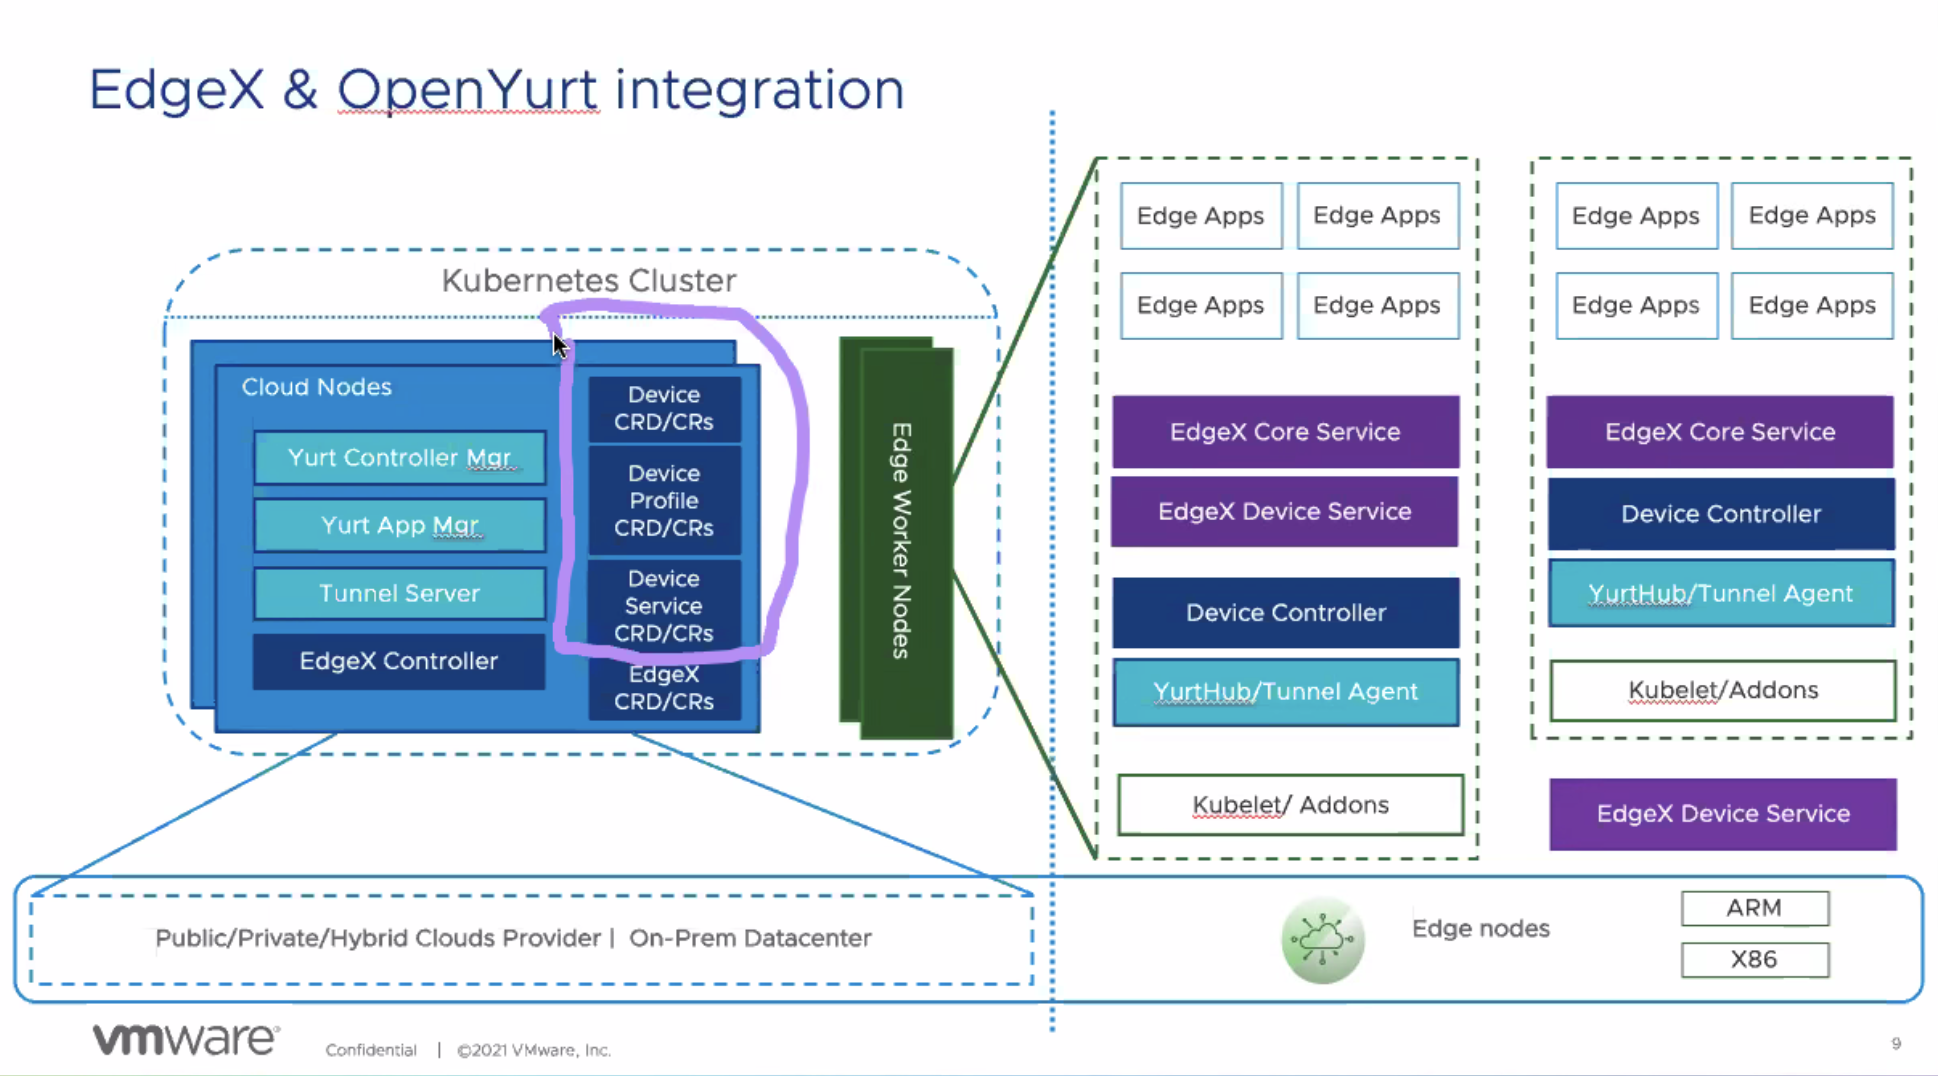 EdgeX & OpenYurt integration
Kubernetes Cluster
Cloud Nodes
Yurt Controller Mgr
Yurt App Mgr
Tunnel Server
EdgeX Controller
Device
CRD/CRs
Device
Profile
CRD/CRs
Device
Service
CRD/CRs
EdgeX
CRD/CRs
Edge Worker Nodes
Edge Apps
Edge Apps
Edge Apps
Edge Apps
EdgeX Core Service
EdgeX Device Service
Device Controller
YurtHub/Tunnel Agent
Kubelet/ Addons
Edge Apps
Edge Apps
Edge Apps
Edge Apps
EdgeX Core Service
Device Controller
YurtHub/Tunnel Agent
Kubelet/Addons
EdgeX Device Service
Public/Private/Hybrid Clouds Provider | On-Prem Datacenter
Edge nodes
ARM
X86
vmware®
Confidential | ©2021 VMware, Inc.
9